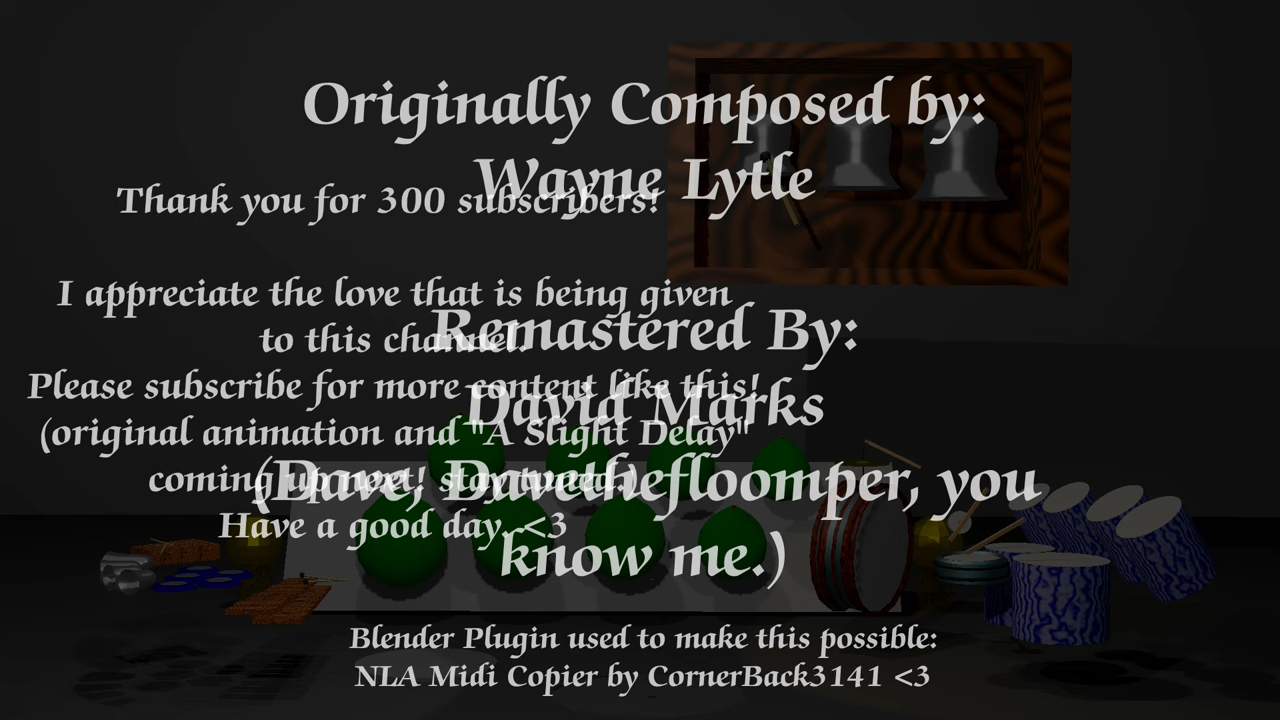 Originally Composed by:
Wayne Lytle
Thank you for 300 subscribers!
I appreciate the love that is being given
to this channel.
Please subscribe for more content like this!
(original animation and "A Slight Delay"
coming up next! stay tuned.)
Have a good day. <3
Remastered By:
David Marks
(Dave, Davethefloomper, you
know me.)
Blender Plugin used to make this possible:
NLA Midi Copier by CornerBack3141 <3